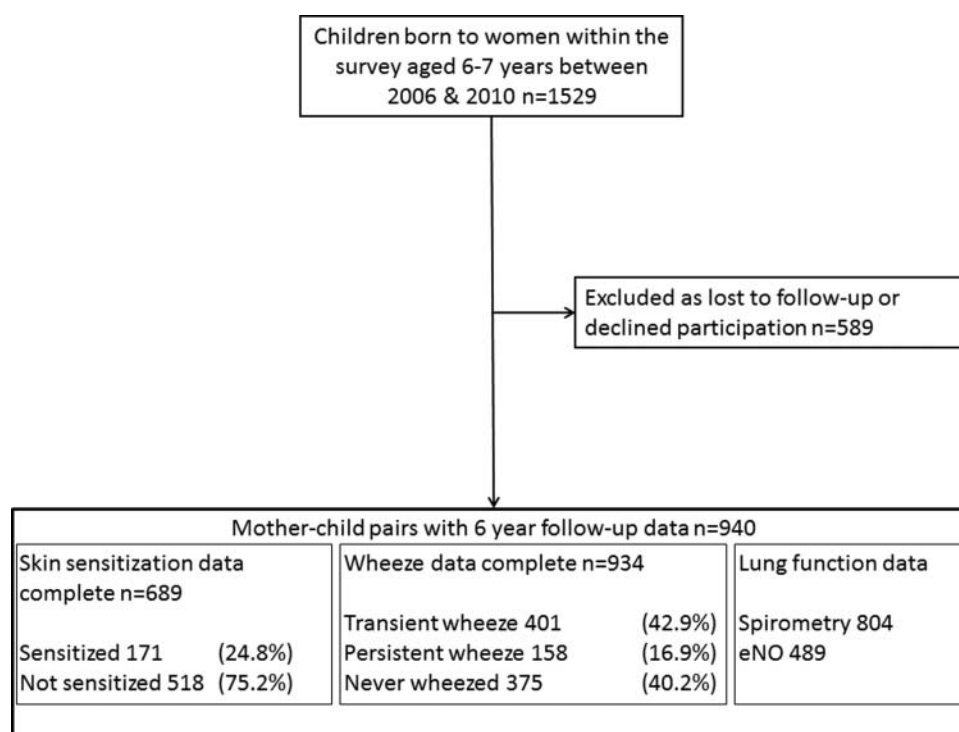 Children born to women within the
survey aged 6-7 years between
2006 & 2010 n=1529
Excluded as lost to follow-up or
declined participation n=589
Mother-child pairs with 6 year follow-up data n=940
Skin sensitization data
complete n=689
Sensitized 171 (24.8%)
Not sensitized 518 (75.2%)
Wheeze data complete n=934
Transient wheeze 401 (42.9%)
Persistent wheeze 158 (16.9%)
Never wheezed 375 (40.2%)
Lung function data
Spirometry 804
eNO 489